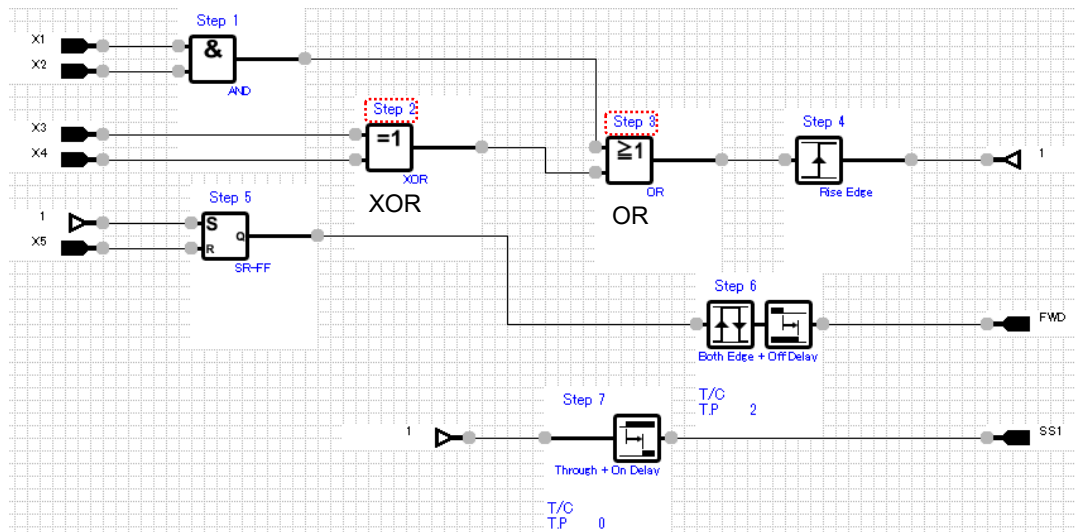 Step 1
X1
X2
&
AND
Step 2
X3
X4
=1
XOR
XOR
Step 3
≧1
OR
OR
Step 4
Rise Edge
1
Step 5
1
X5
S
R
Q
SR-FF
Step 6
Both Edge + Off Delay
FWD
T/C
T.P 2
Step 7
1
Through + On Delay
SS1
T/C
T.P 0